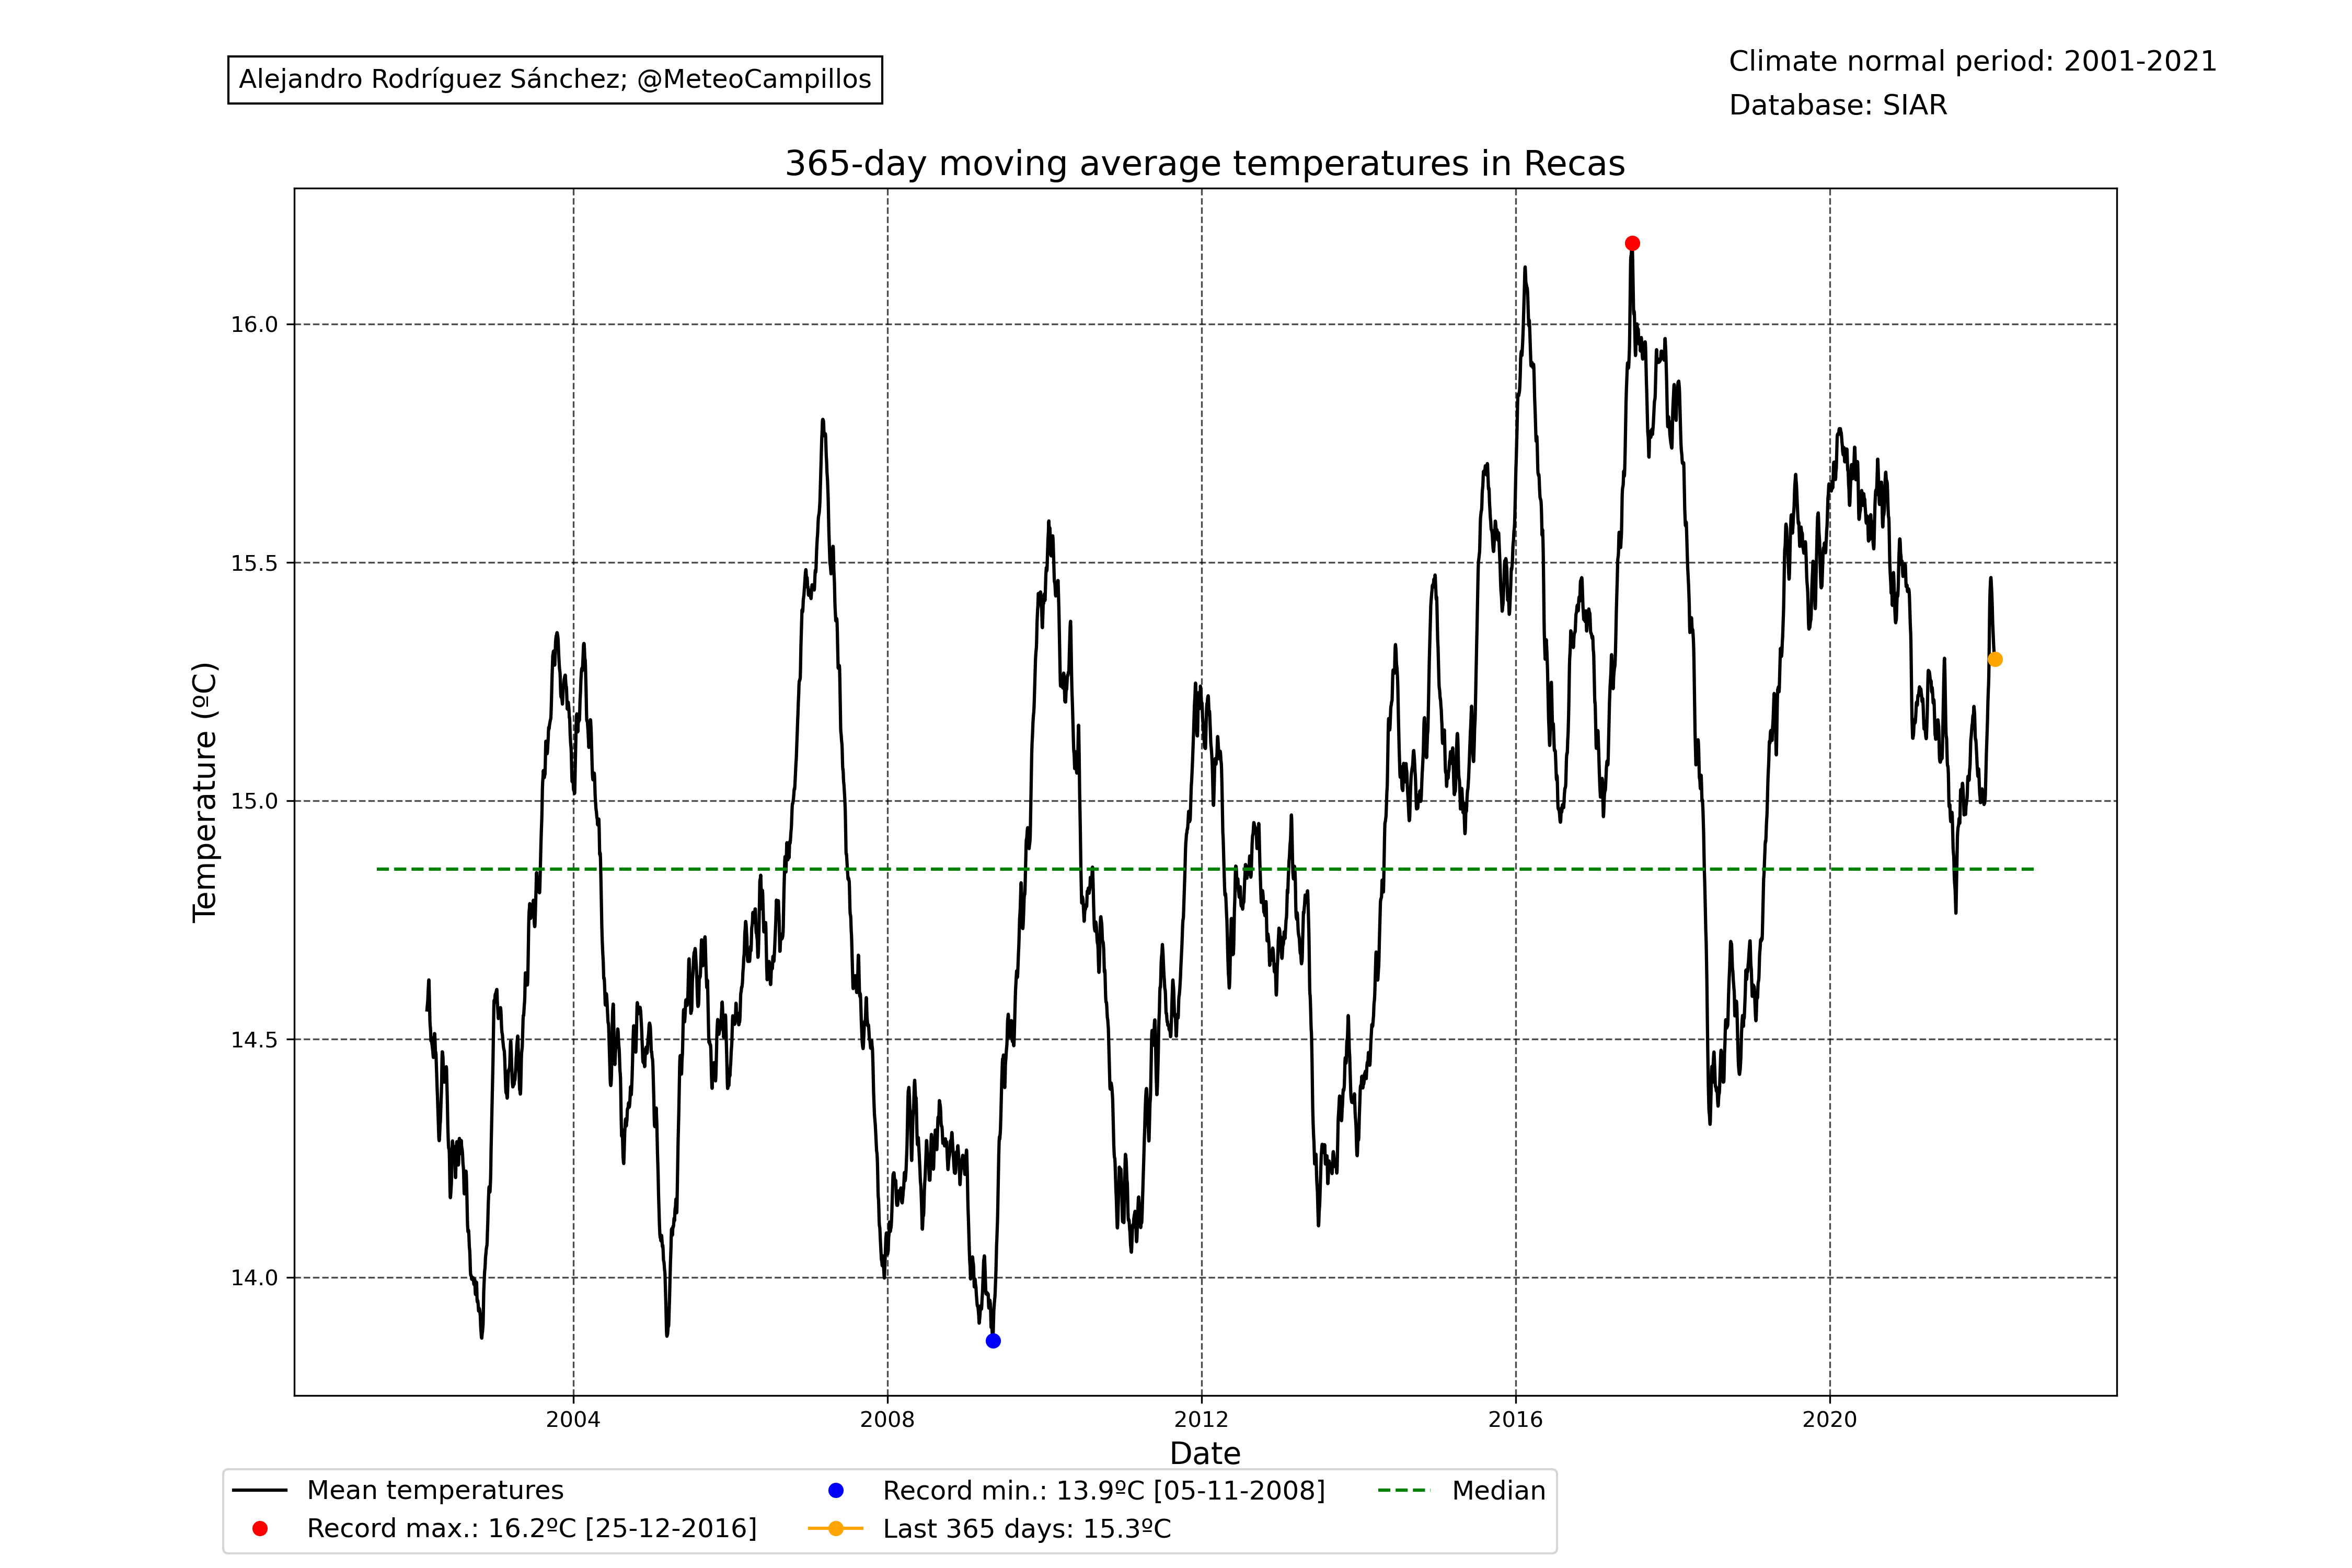 Alejandro Rodríguez Sánchez; @MeteoCampillos
Climate normal period: 2001-2021
Database: SIAR
365-day moving average temperatures in Recas
Temperature (ºC)
16.0
15.5
15.0
14.5
14.0
2004 2008 2012 2016 2020
Date
Mean temperatures
Record max.: 16.2ºC [25-12-2016]
Record min.: 13.9ºC [05-11-2008]
Last 365 days: 15.3ºC
Median